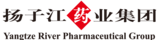 扬子江药业集团
Yangtze River Pharmaceutical Group